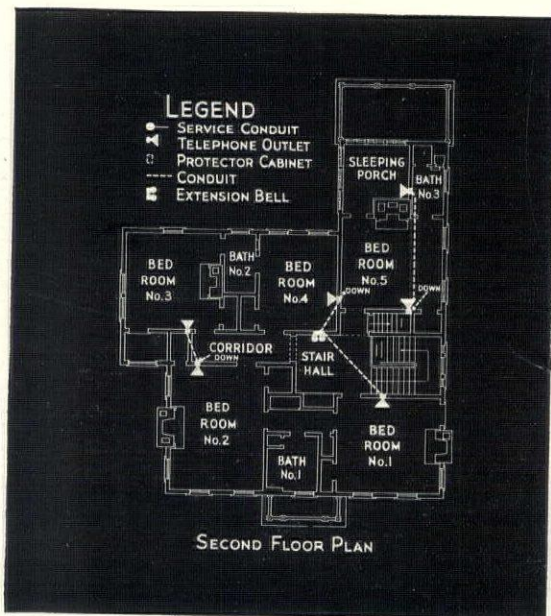 LEGEND
SERVICE CONDUIT
TELEPHONE OUTLET
PROTECTOR CABINET
CONDUIT
EXTENSION BELL
SLEEPING
PORCH
BATH
No.3
BED
ROOM
No.3
BATH
No.2
BED
ROOM
No.4
BED
ROOM
No.5
DOWN
DOWN
CORRIDOR
DOWN
STAIR
HALL
BED
ROOM
No.2
BATH
No.1
BED
ROOM
No.1
SECOND FLOOR PLAN